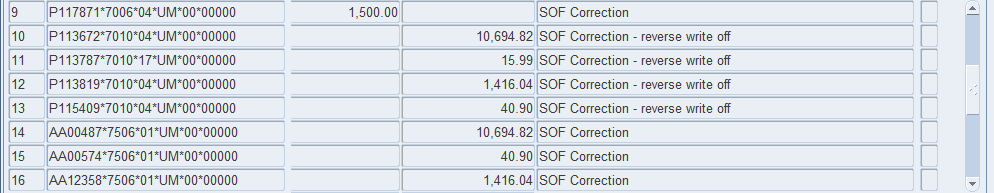 9 P117871*7006*04*UM*00*00000 1,500.00 SOF Correction
10 P113672*7010*04*UM*00*00000 10,694.82 SOF Correction - reverse write off
11 P113787*7010*17*UM*00*00000 15.99 SOF Correction - reverse write off
12 P113819*7010*04*UM*00*00000 1,416.04 SOF Correction - reverse write off
13 P115409*7010*04*UM*00*00000 40.90 SOF Correction - reverse write off
14 AA00487*7506*01*UM*00*00000 10,694.82 SOF Correction
15 AA00574*7506*01*UM*00*00000 40.90 SOF Correction
16 AA12358*7506*01*UM*00*00000 1,416.04 SOF Correction